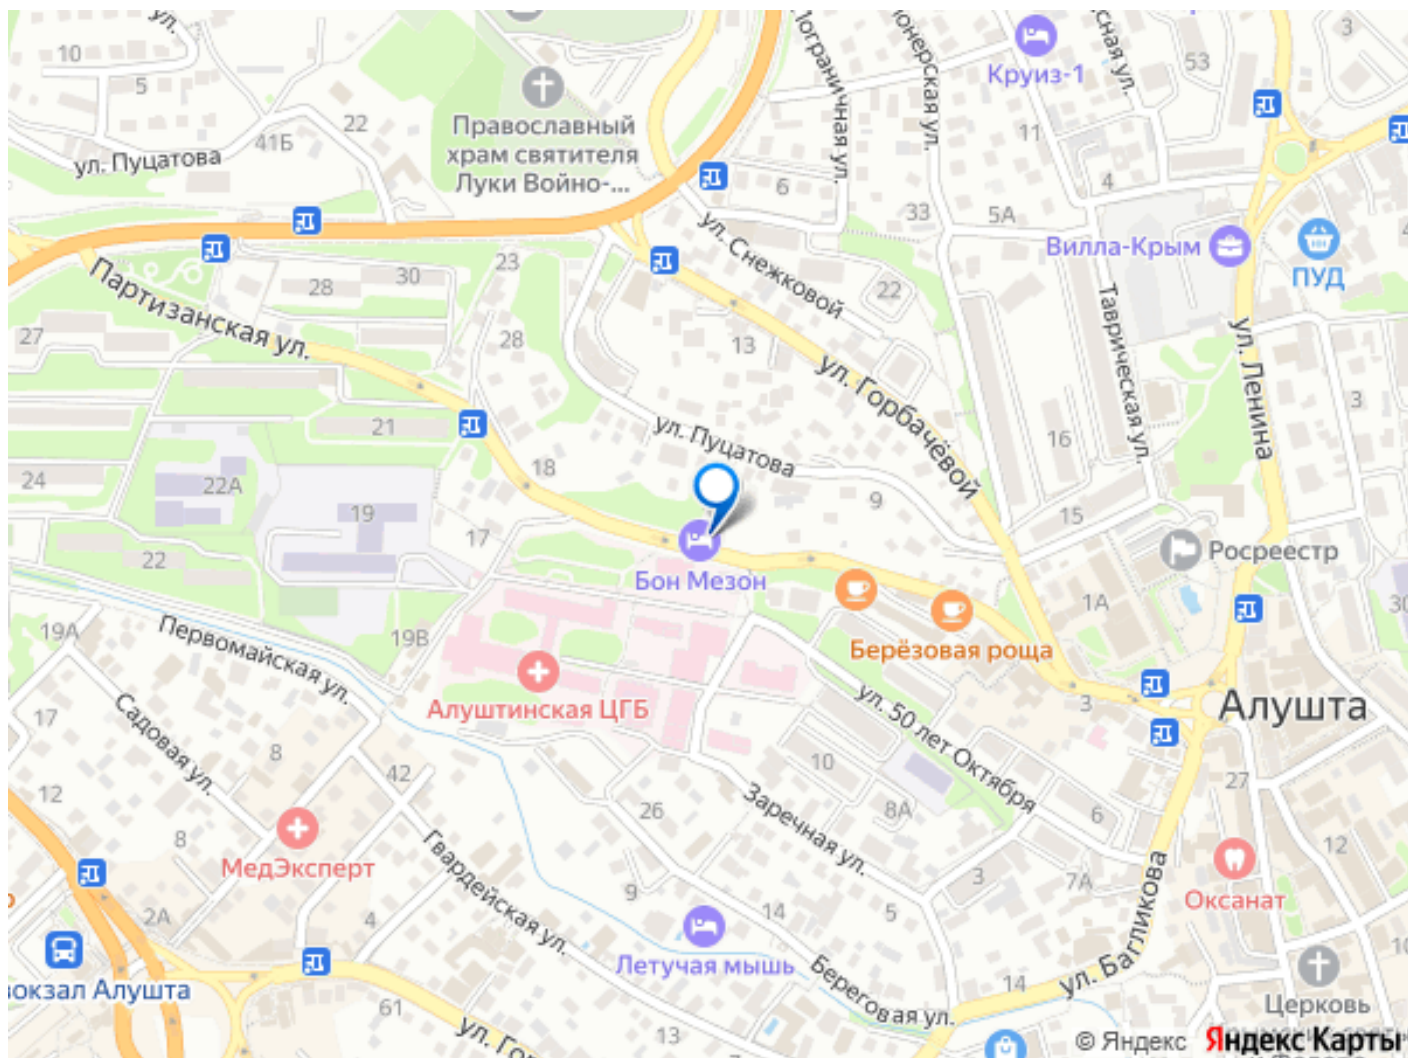 ул.
10
5
22
41Б
ул. Пуцатова
Православный
храм святителя
Луки Войно-...
Пограничная ул.
Круиз-1
53
3
11
6
4
33
5А
ул. Снежковой
Вилла-Крым
ПУД
22
23
30
28
Партизанская ул.
27
28
13
ул. Горбачёвой
Таврическая ул.
ул. Ленина
3
21
16
ул. Пуцатова
24
22А
18
19
9
15
17
22
Росреестр
Бон Мезон
1А
30
19А
Первомайская ул.
19В
Берёзовая роща
Алуштинская ЦГБ
ул. 50 лет Октября
3
Алушта
17
Садовая ул.
8
42
10
27
12
26
8А
Заречная ул.
6
12
8
МедЭксперт
Гвардейская ул.
9
3
7А
Оксанат
2А
4
14
5
ул. Багликова
Летучая мышь
Береговая ул.
14
вокзал Алушта
61
13
Церковь
© Яндекс Яндекс Карты